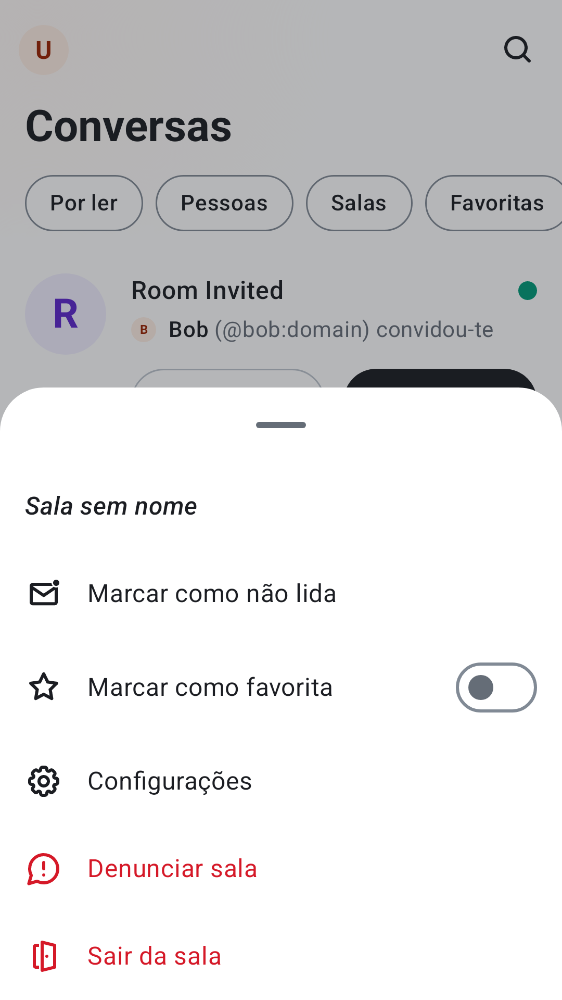 U
Conversas
Por ler Pessoas Salas Favoritas
R
Room Invited
B Bob (@bob:domain) convidou-te
Sala sem nome
Marcar como não lida
Marcar como favorita
Configurações
Denunciar sala
Sair da sala